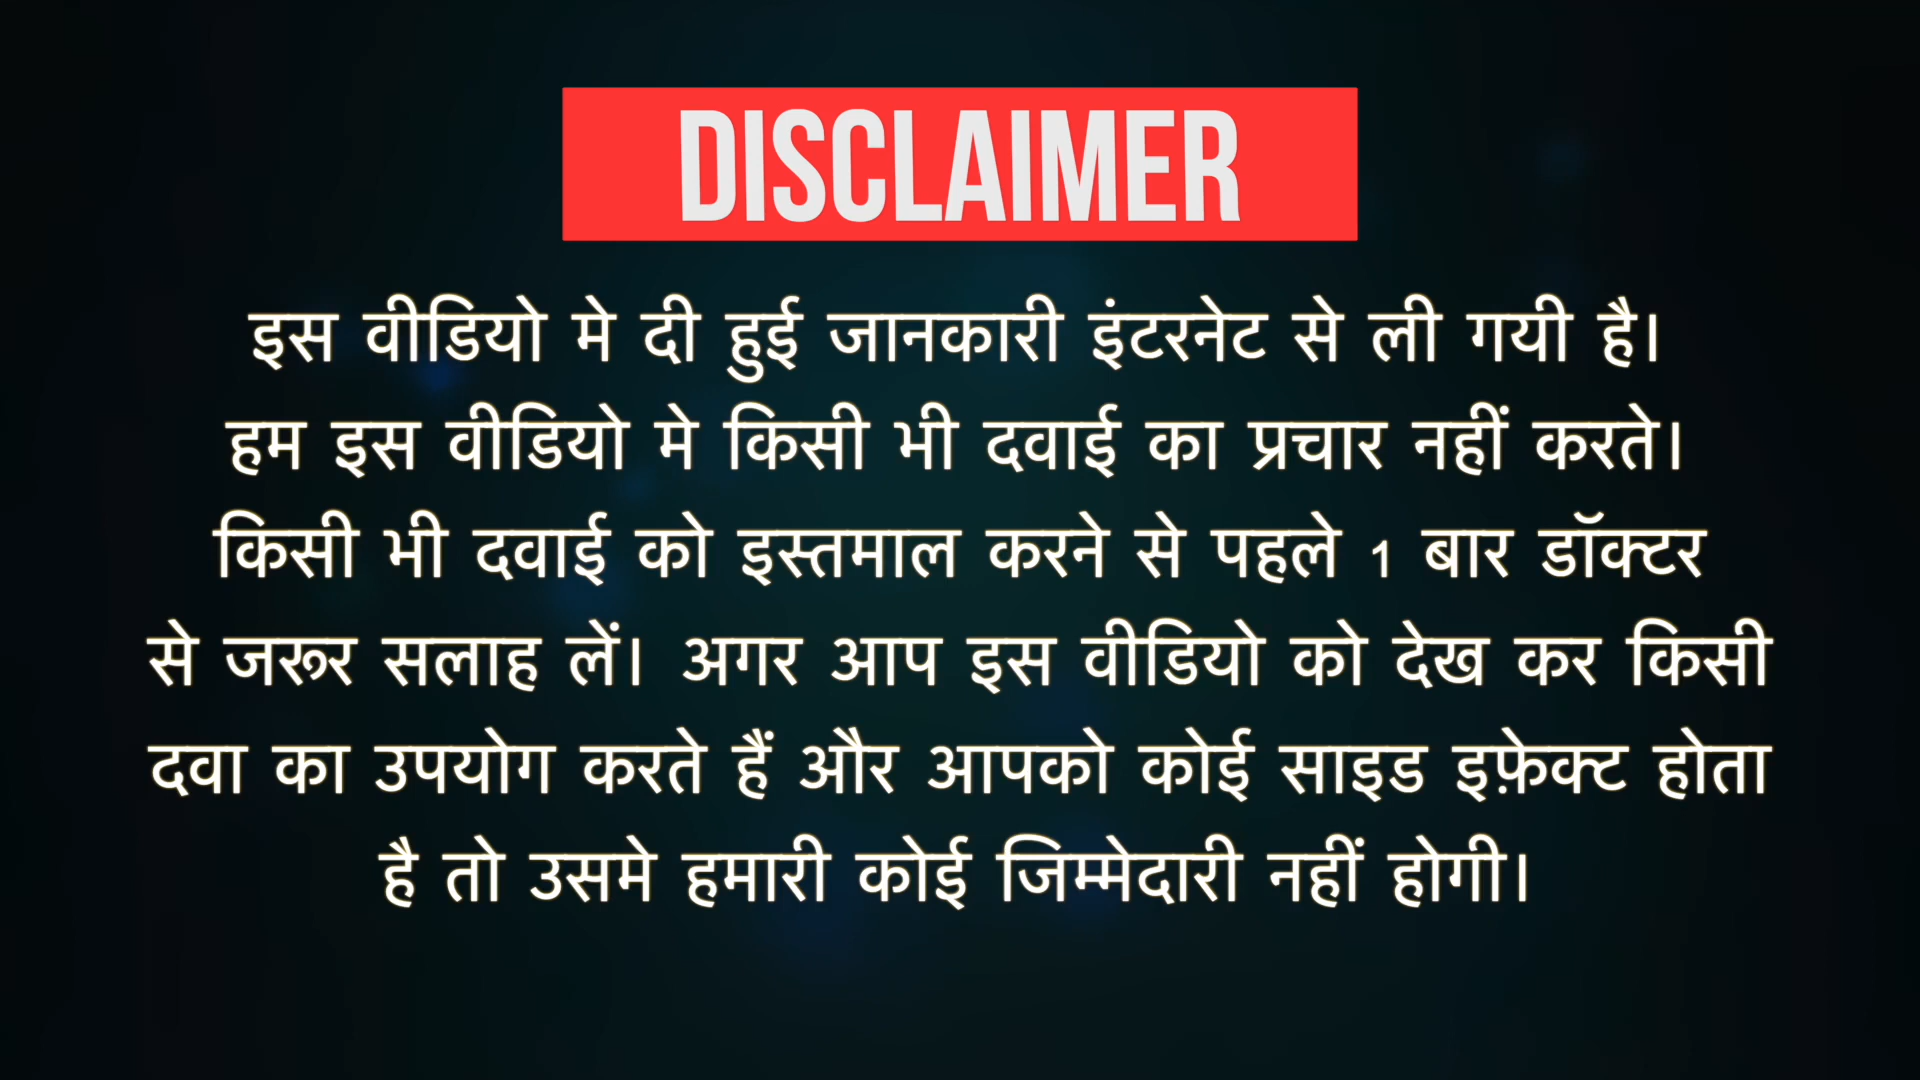 DISCLAIMER
इस वीडियो मे दी हुई जानकारी इंटरनेट से ली गयी है।
हम इस वीडियो मे किसी भी दवाई का प्रचार नहीं करते।
किसी भी दवाई को इस्तमाल करने से पहले 1 बार डॉक्टर
से जरूर सलाह लें। अगर आप इस वीडियो को देख कर किसी
दवा का उपयोग करते हैं और आपको कोई साइड इफ़ेक्ट होता
है तो उसमे हमारी कोई जिम्मेदारी नहीं होगी।